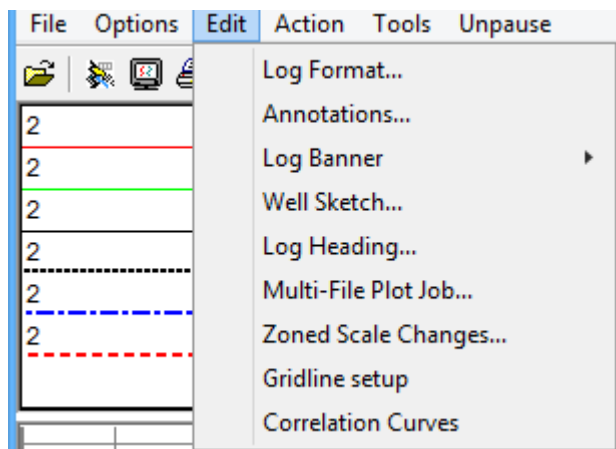 File Options Edit Action Tools Unpause
Log Format...
Annotations...
Log Banner
Well Sketch...
Log Heading...
Multi-File Plot Job...
Zoned Scale Changes...
Gridline setup
Correlation Curves
2
2
2
2
2
2